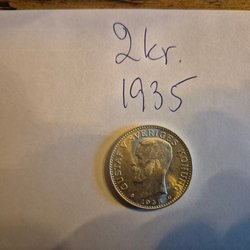 2kr.
1935
GUSTAF V SVERIGES KONUNG